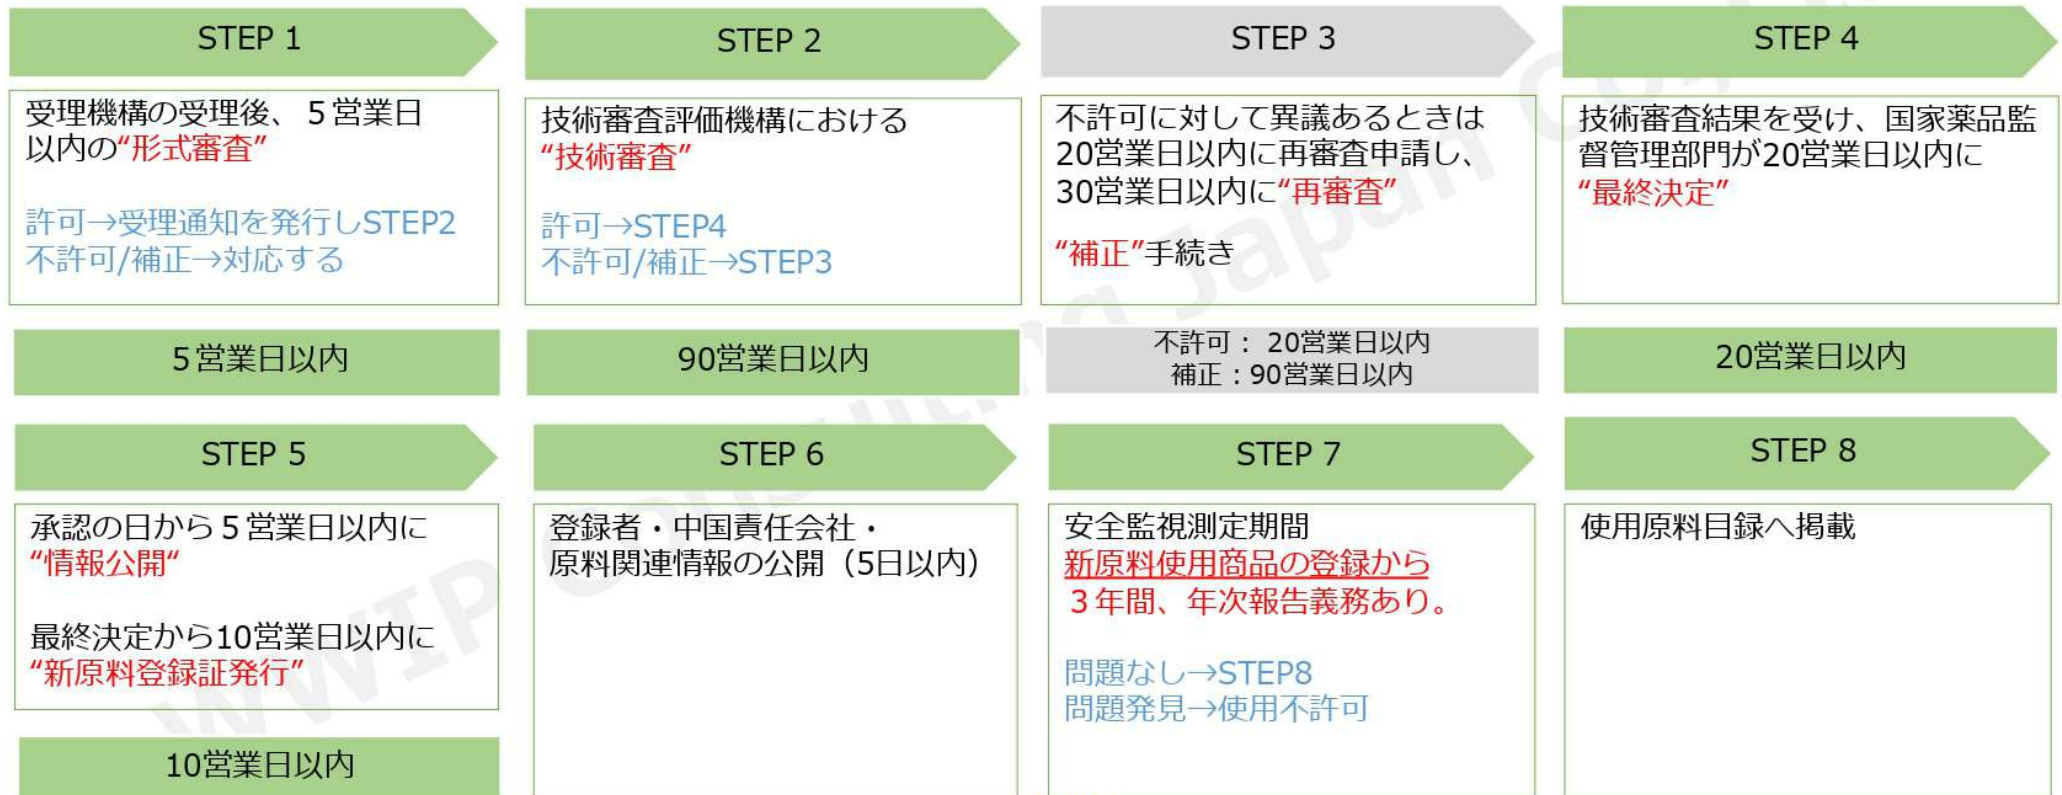 STEP 1
受理機構の受理後、５営業日
以内の“形式審査”
許可→受理通知を発行しSTEP2
不許可/補正→対応する
5営業日以内
STEP 2
技術審査評価機構における
“技術審査”
許可→STEP4
不許可/補正→STEP3
90営業日以内
STEP 3
不許可に対して異議あるときは
20営業日以内に再審査申請し、
30営業日以内に“再審査”
“補正”手続き
不許可：20営業日以内
補正：90営業日以内
STEP 4
技術審査結果を受け、国家薬品監
督管理部門が20営業日以内に
“最終決定”
20営業日以内
STEP 5
承認の日から５営業日以内に
“情報公開“
最終決定から10営業日以内に
“新原料登録証発行”
10営業日以内
STEP 6
登録者・中国責任会社・
原料関連情報の公開（5日以内）
STEP 7
安全監視測定期間
新原料使用商品の登録から
３年間、年次報告義務あり。
問題なし→STEP8
問題発見→使用不許可
STEP 8
使用原料目録へ掲載
WWIP Consulting Japan